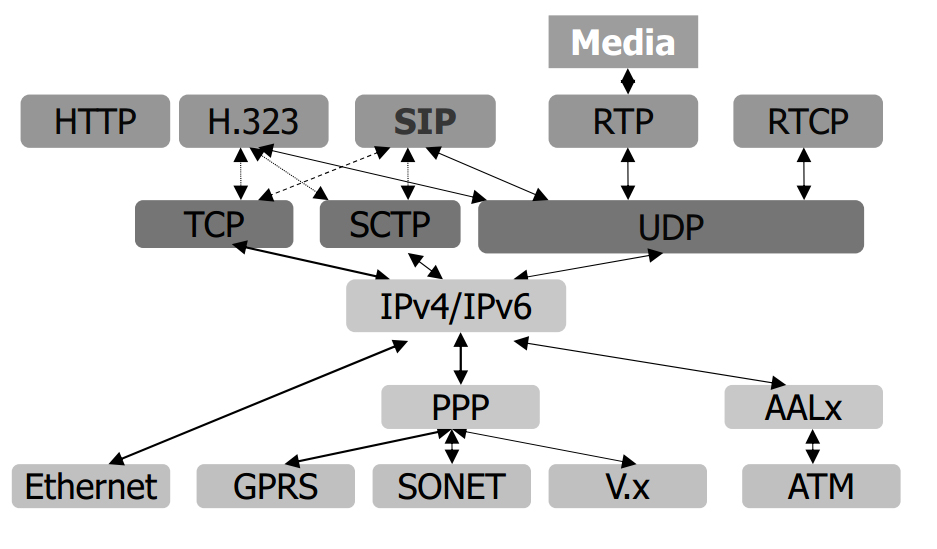 Media
HTTP
H.323
SIP
RTP
RTCP
TCP
SCTP
UDP
IPv4/IPv6
PPP
AALx
Ethernet
GPRS
SONET
V.x
ATM